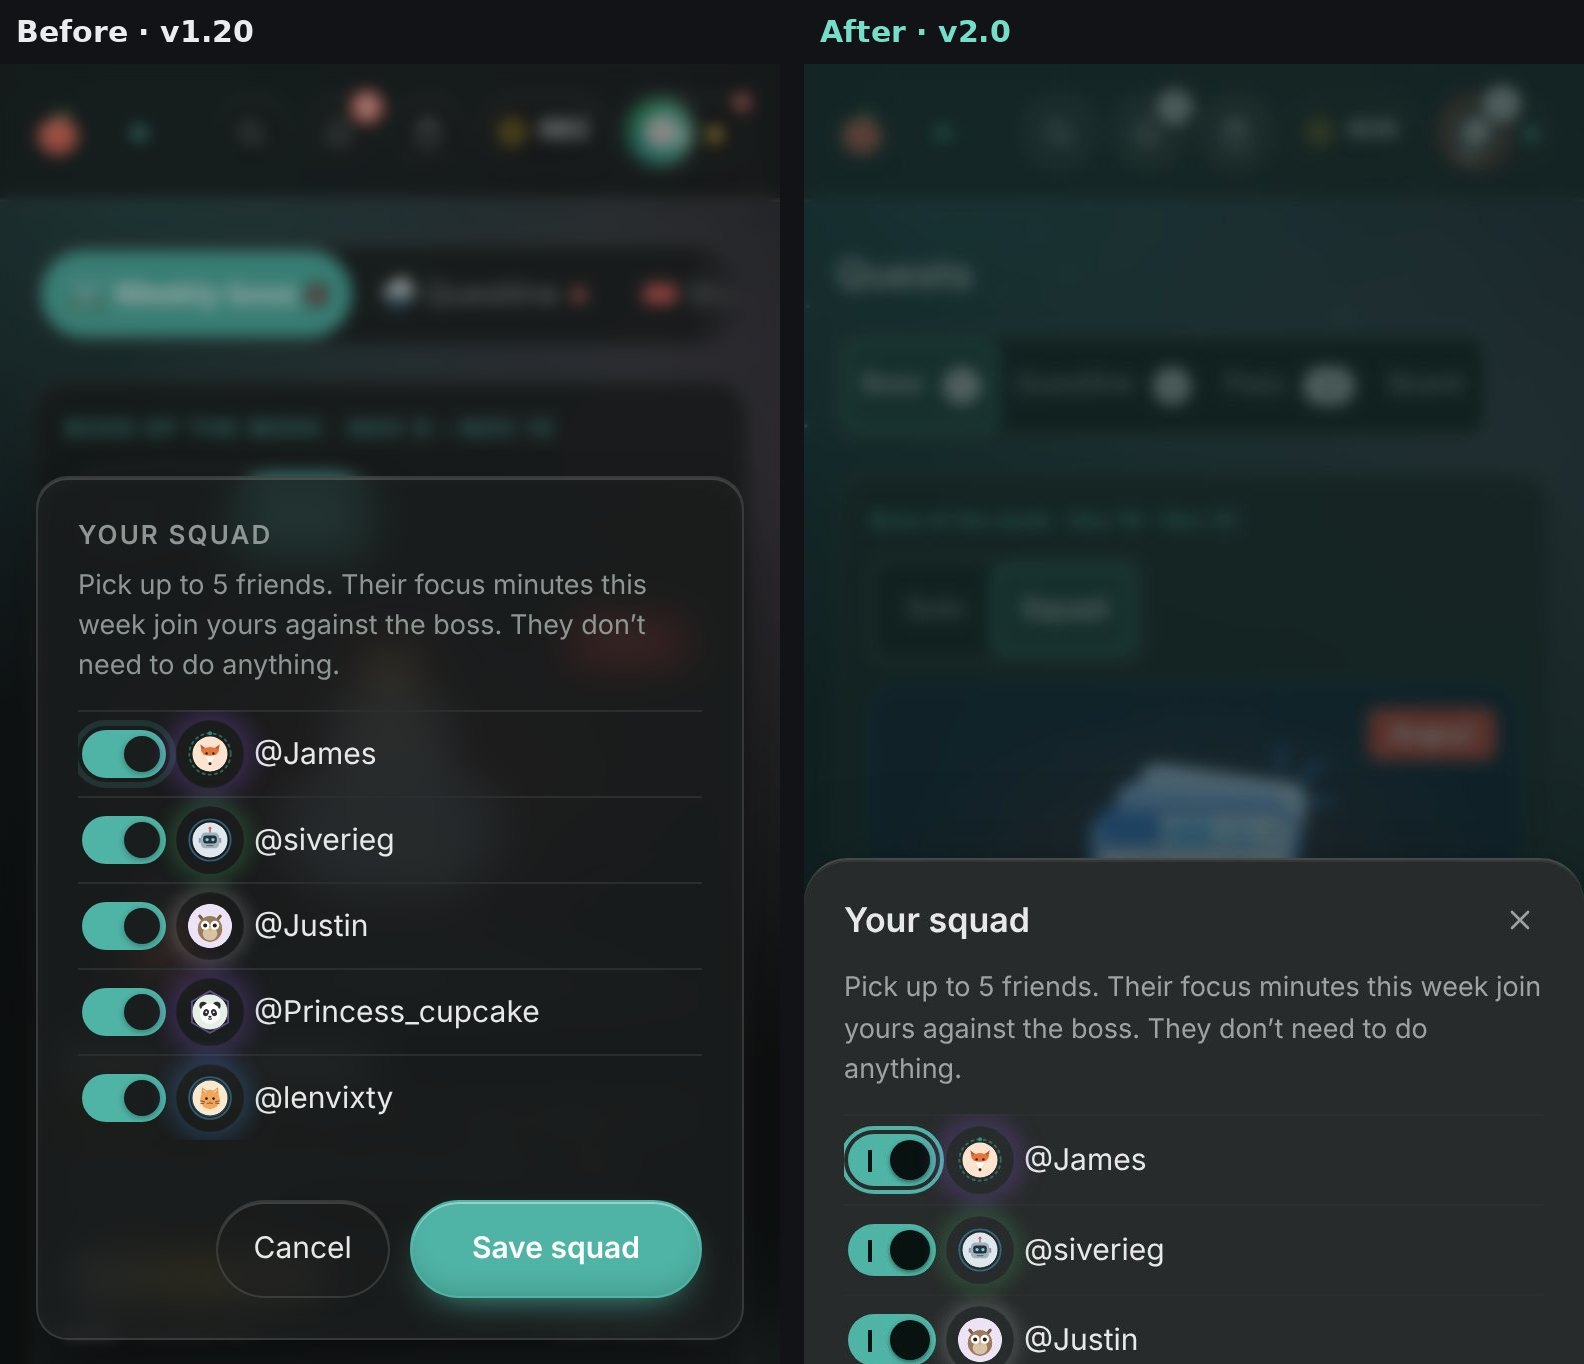 Before · v1.20
YOUR SQUAD
Pick up to 5 friends. Their focus minutes this
week join yours against the boss. They don’t
need to do anything.
@James
@siverieg
@Justin
@Princess_cupcake
@lenvixty
Cancel
Save squad
After · v2.0
Quests
Your squad
Pick up to 5 friends. Their focus minutes this week join
yours against the boss. They don’t need to do
anything.
@James
@siverieg
@Justin